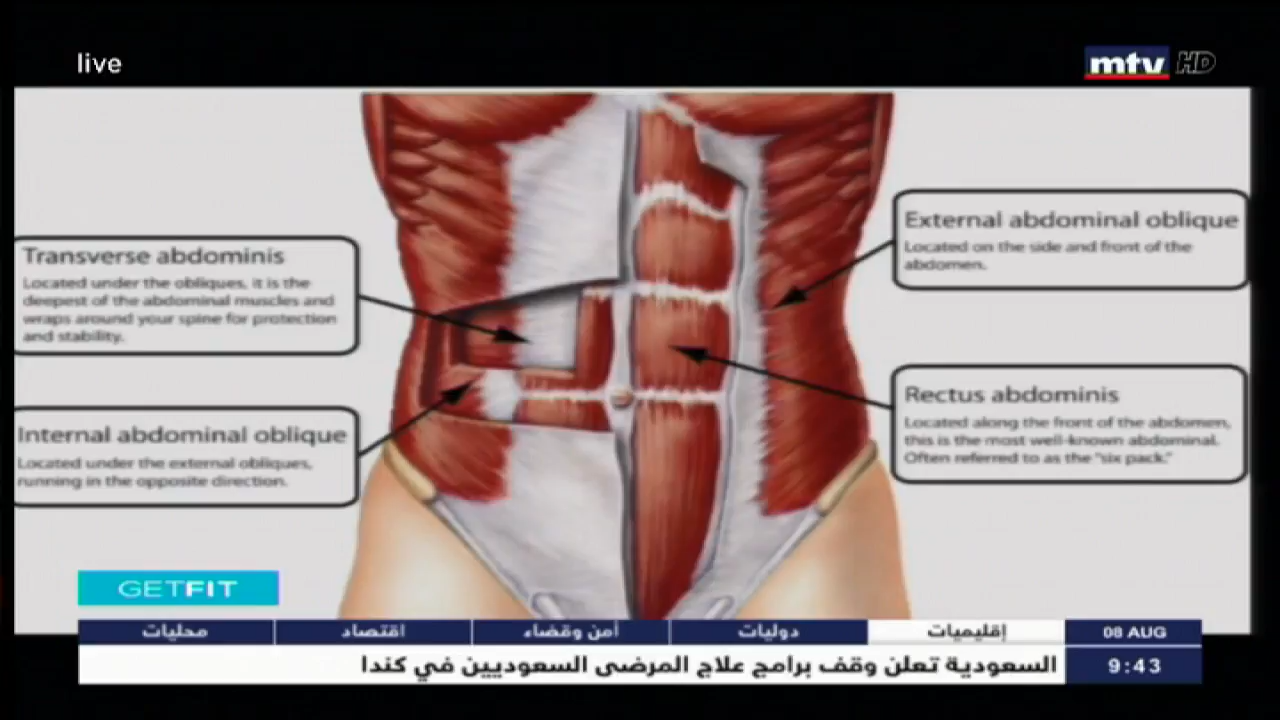 live
mtv HD
Transverse abdominis
Located under the obliques, it is the
deepest of the abdominal muscles and
wraps around your spine for protection
and stability.
Internal abdominal oblique
Located under the external obliques,
running in the opposite direction.
External abdominal oblique
Located on the side and front of the
abdomen.
Rectus abdominis
Located along the front of the abdomen,
this is the most well-known abdominal.
Often referred to as the "six pack."
GETFIT
إقليميات
دوليات
أمن وقضاء
اقتصاد
محليات
08 AUG
السعودية تعلن وقف برامج علاج المرضى السعوديين في كندا
9:43